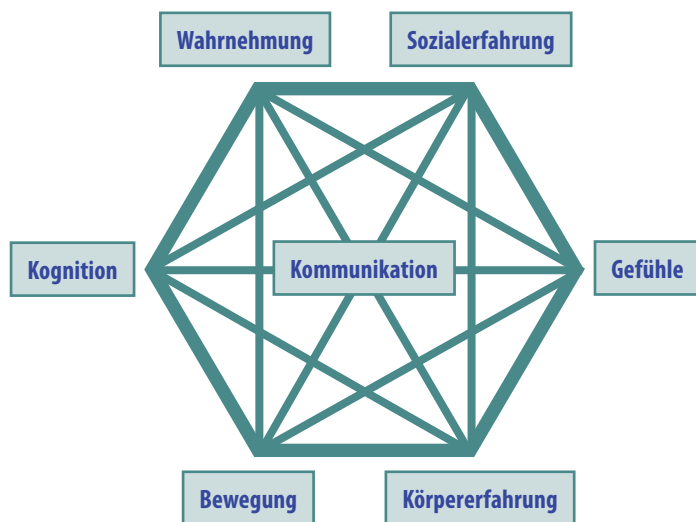 Wahrnehmung
Sozialerfahrung
Kognition
Kommunikation
Gefühle
Bewegung
Körpererfahrung